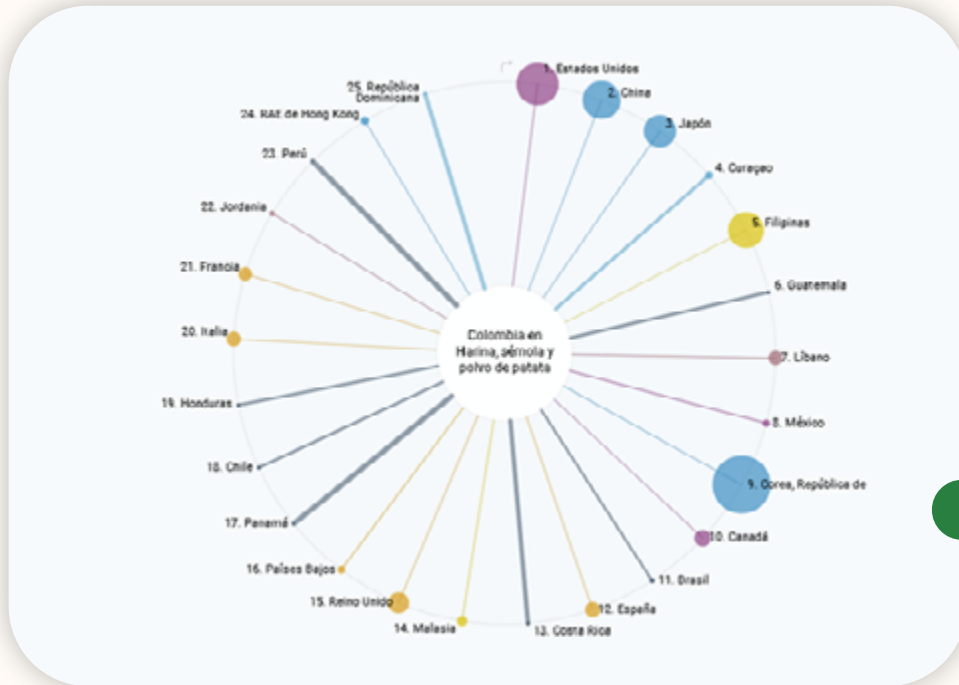 1. Estados Unidos
2. China
3. Japón
4. Curaçao
5. Filipinas
6. Guatemala
7. Líbano
8. México
9. Corea, República de
10. Canadá
11. Brasil
12. España
13. Costa Rica
14. Malasia
15. Reino Unido
16. Países Bajos
17. Panamá
18. Chile
19. Honduras
20. Italia
21. Francia
22. Jordania
23. Perú
24. RAE de Hong Kong
25. República
Dominicana
Colombia en
Harina, sémola y
polvo de patata